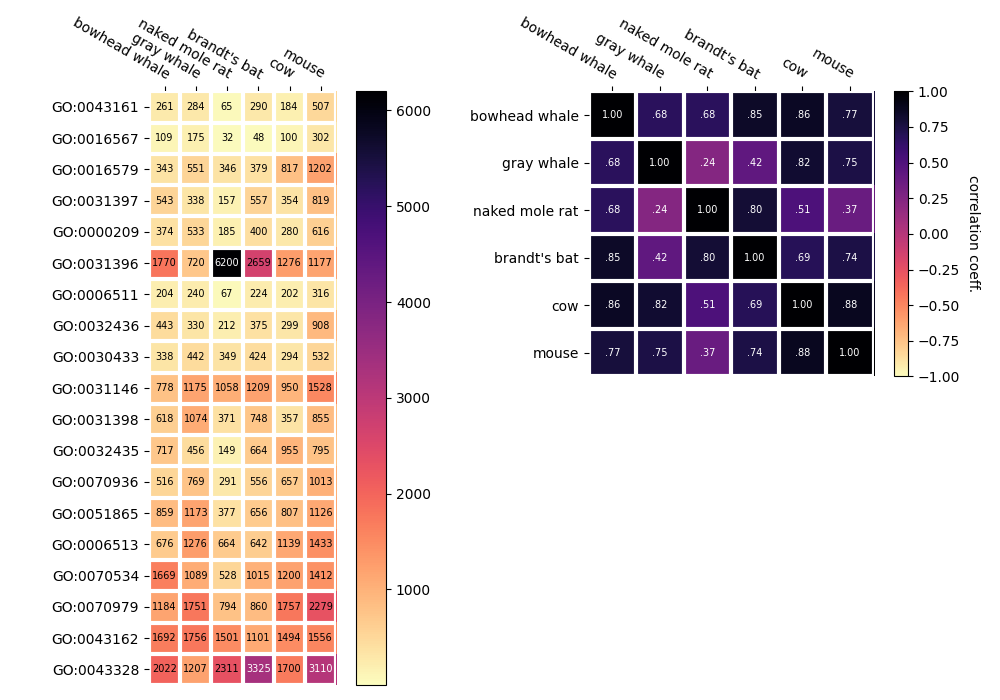 bowhead whale
gray whale
naked mole rat
brandt's bat
cow
mouse
GO:0043161 261 284 65 290 184 507
GO:0016567 109 175 32 48 100 302
GO:0016579 343 551 346 379 817 1202
GO:0031397 543 338 157 557 354 819
GO:0000209 374 533 185 400 280 616
GO:0031396 1770 720 6200 2659 1276 1177
GO:0006511 204 240 67 224 202 316
GO:0032436 443 330 212 375 299 908
GO:0030433 338 442 349 424 294 532
GO:0031146 778 1175 1058 1209 950 1528
GO:0031398 618 1074 371 748 357 855
GO:0032435 717 456 149 664 955 795
GO:0070936 516 769 291 556 657 1013
GO:0051865 859 1173 377 656 807 1126
GO:0006513 676 1276 664 642 1139 1433
GO:0070534 1669 1089 528 1015 1200 1412
GO:0070979 1184 1751 794 860 1757 2279
GO:0043162 1692 1756 1501 1101 1494 1556
GO:0043328 2022 1207 2311 3325 1700 3110
6000
5000
4000
3000
2000
1000
bowhead whale
gray whale
naked mole rat
brandt's bat
cow
mouse
bowhead whale 1.00 .68 .68 .85 .86 .77
gray whale .68 1.00 .24 .42 .82 .75
naked mole rat .68 .24 1.00 .80 .51 .37
brandt's bat .85 .42 .80 1.00 .69 .74
cow .86 .82 .51 .69 1.00 .88
mouse .77 .75 .37 .74 .88 1.00
1.00
0.75
0.50
0.25
0.00
−0.25
−0.50
−0.75
−1.00
correlation coeff.